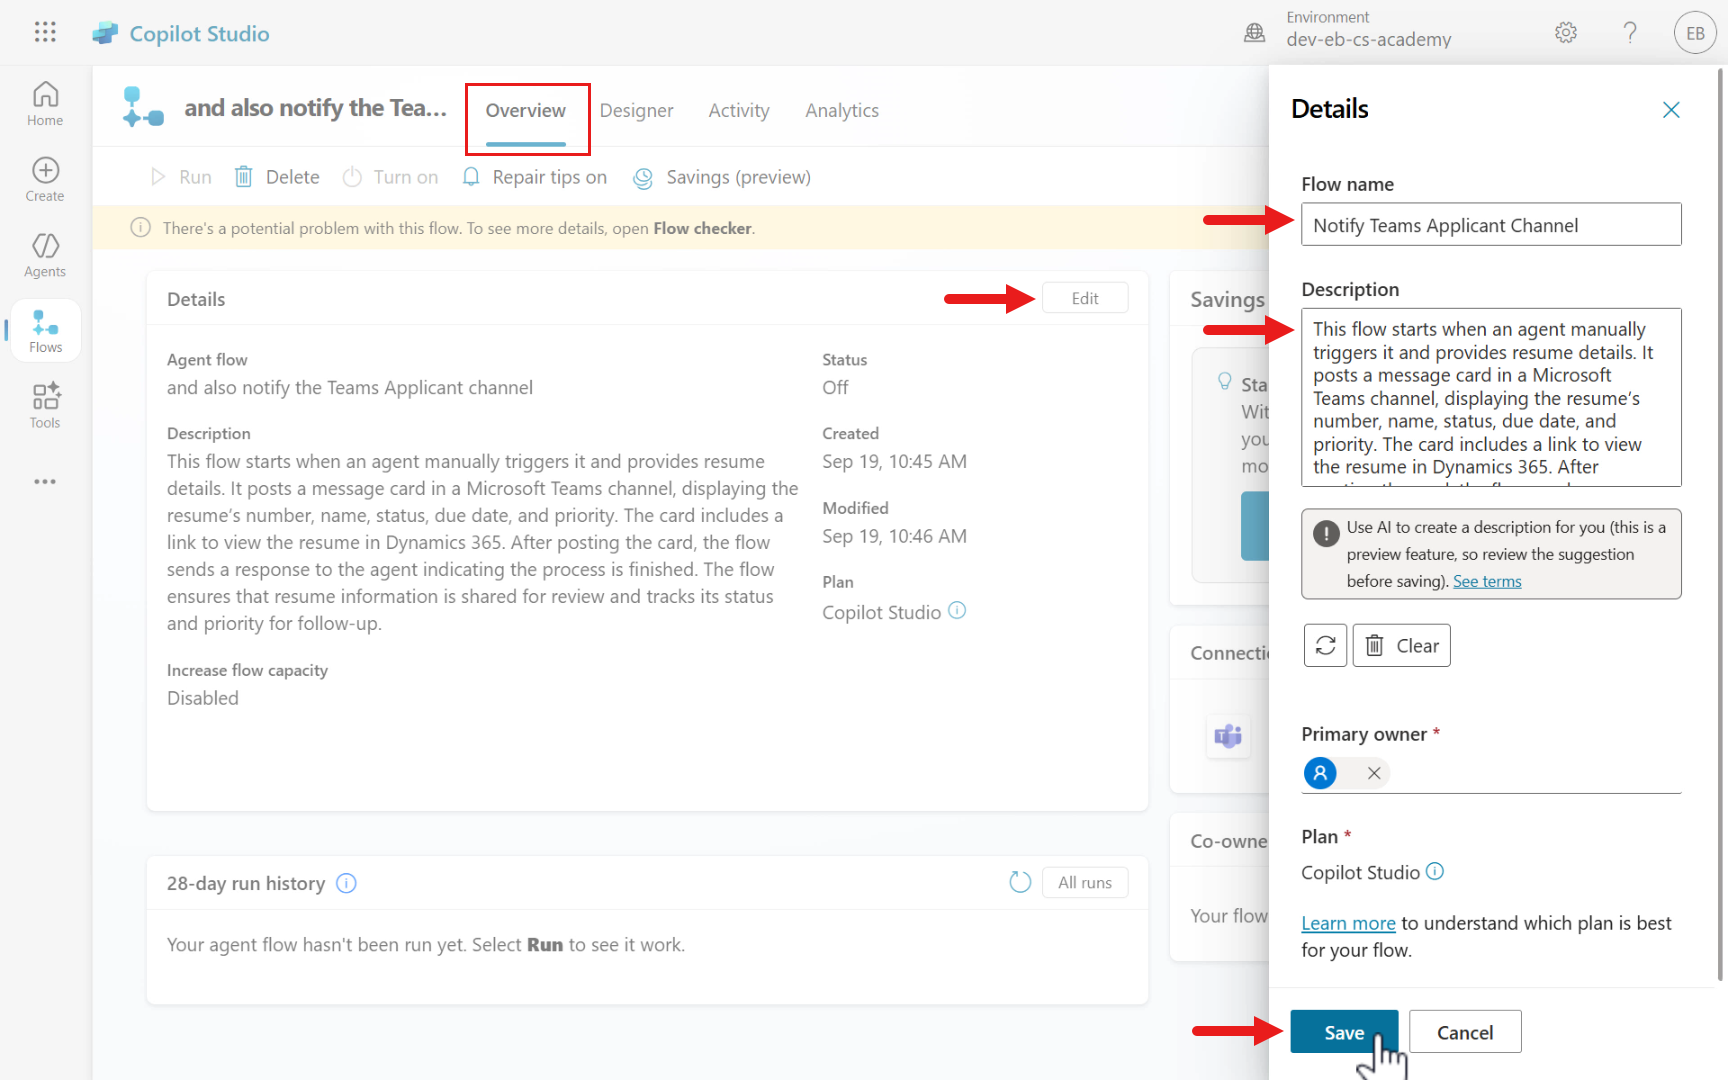 Copilot Studio
Environment
dev-eb-cs-academy
EB
Home
Create
Agents
Flows
Tools
and also notify the Tea...
Overview
Designer
Activity
Analytics
Run
Delete
Turn on
Repair tips on
Savings (preview)
There's a potential problem with this flow. To see more details, open Flow checker.
Details
Edit
Agent flow
and also notify the Teams Applicant channel
Description
This flow starts when an agent manually triggers it and provides resume
details. It posts a message card in a Microsoft Teams channel, displaying the
resume’s number, name, status, due date, and priority. The card includes a
link to view the resume in Dynamics 365. After posting the card, the flow
sends a response to the agent indicating the process is finished. The flow
ensures that resume information is shared for review and tracks its status
and priority for follow-up.
Increase flow capacity
Disabled
Status
Off
Created
Sep 19, 10:45 AM
Modified
Sep 19, 10:46 AM
Plan
Copilot Studio
28-day run history
All runs
Your agent flow hasn't been run yet. Select Run to see it work.
Savings
Sta
Wit
you
mo
Connecti
Co-owne
Your flow
Details
Flow name
Notify Teams Applicant Channel
Description
This flow starts when an agent manually
triggers it and provides resume details. It
posts a message card in a Microsoft
Teams channel, displaying the resume’s
number, name, status, due date, and
priority. The card includes a link to view
the resume in Dynamics 365. After
Use AI to create a description for you (this is a
preview feature, so review the suggestion
before saving). See terms
Clear
Primary owner *
Plan *
Copilot Studio
Learn more to understand which plan is best
for your flow.
Save
Cancel